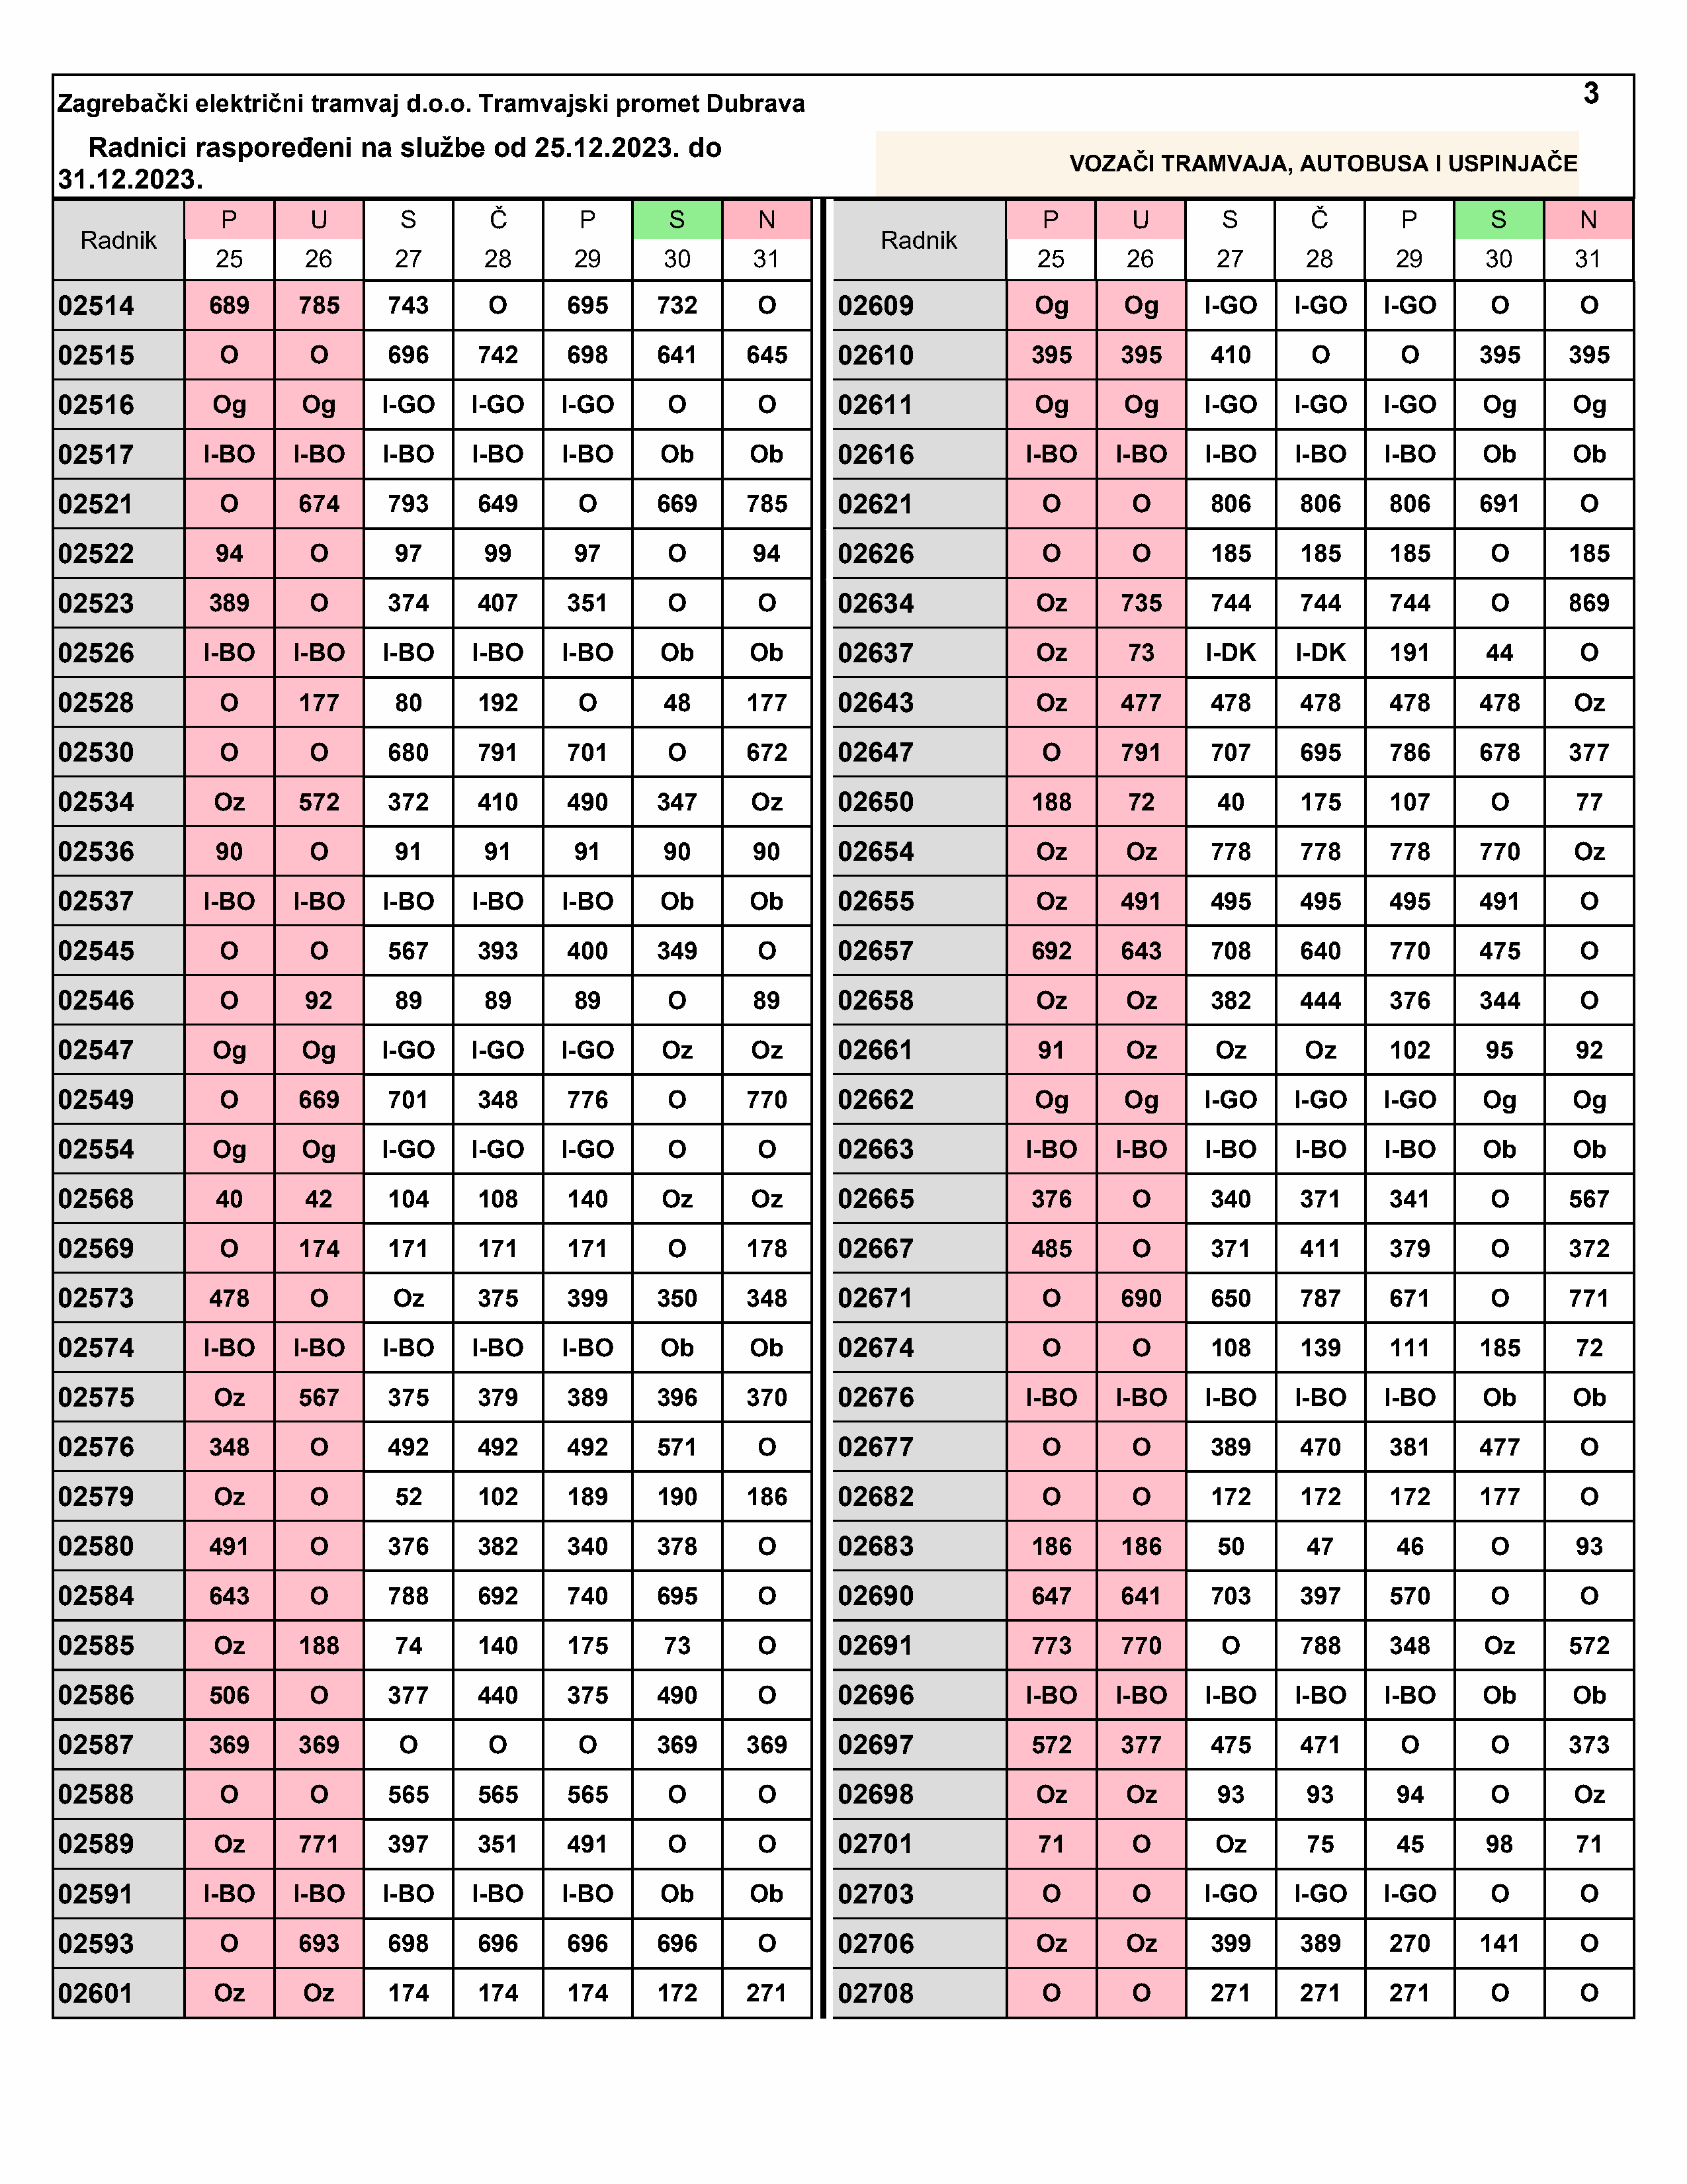 3
Zagrebački električni tramvaj d.o.o. Tramvajski promet Dubrava
Radnici raspoređeni na službe od 25.12.2023. do
31.12.2023.
VOZAČI TRAMVAJA, AUTOBUSA I USPINJAČE
Radnik P U S Č P S N Radnik P U S Č P S N
25 26 27 28 29 30 31 25 26 27 28 29 30 31
02514 689 785 743 O 695 732 O 02609 Og Og I-GO I-GO I-GO O O
02515 O O 696 742 698 641 645 02610 395 395 410 O O 395 395
02516 Og Og I-GO I-GO I-GO O O 02611 Og Og I-GO I-GO I-GO Og Og
02517 I-BO I-BO I-BO I-BO I-BO Ob Ob 02616 I-BO I-BO I-BO I-BO I-BO Ob Ob
02521 O 674 793 649 O 669 785 02621 O O 806 806 806 691 O
02522 94 O 97 99 97 O 94 02626 O O 185 185 185 O 185
02523 389 O 374 407 351 O O 02634 Oz 735 744 744 744 O 869
02526 I-BO I-BO I-BO I-BO I-BO Ob Ob 02637 Oz 73 I-DK I-DK 191 44 O
02528 O 177 80 192 O 48 177 02643 Oz 477 478 478 478 478 Oz
02530 O O 680 791 701 O 672 02647 O 791 707 695 786 678 377
02534 Oz 572 372 410 490 347 Oz 02650 188 72 40 175 107 O 77
02536 90 O 91 91 91 90 90 02654 Oz Oz 778 778 778 770 Oz
02537 I-BO I-BO I-BO I-BO I-BO Ob Ob 02655 Oz 491 495 495 495 491 O
02545 O O 567 393 400 349 O 02657 692 643 708 640 770 475 O
02546 O 92 89 89 89 O 89 02658 Oz Oz 382 444 376 344 O
02547 Og Og I-GO I-GO I-GO Oz Oz 02661 91 Oz Oz Oz 102 95 92
02549 O 669 701 348 776 O 770 02662 Og Og I-GO I-GO I-GO Og Og
02554 Og Og I-GO I-GO I-GO O O 02663 I-BO I-BO I-BO I-BO I-BO Ob Ob
02568 40 42 104 108 140 Oz Oz 02665 376 O 340 371 341 O 567
02569 O 174 171 171 171 O 178 02667 485 O 371 411 379 O 372
02573 478 O Oz 375 399 350 348 02671 O 690 650 787 671 O 771
02574 I-BO I-BO I-BO I-BO I-BO Ob Ob 02674 O O 108 139 111 185 72
02575 Oz 567 375 379 389 396 370 02676 I-BO I-BO I-BO I-BO I-BO Ob Ob
02576 348 O 492 492 492 571 O 02677 O O 389 470 381 477 O
02579 Oz O 52 102 189 190 186 02682 O O 172 172 172 177 O
02580 491 O 376 382 340 378 O 02683 186 186 50 47 46 O 93
02584 643 O 788 692 740 695 O 02690 647 641 703 397 570 O O
02585 Oz 188 74 140 175 73 O 02691 773 770 O 788 348 Oz 572
02586 506 O 377 440 375 490 O 02696 I-BO I-BO I-BO I-BO I-BO Ob Ob
02587 369 369 O O O 369 369 02697 572 377 475 471 O O 373
02588 O O 565 565 565 O O 02698 Oz Oz 93 93 94 O Oz
02589 Oz 771 397 351 491 O O 02701 71 O Oz 75 45 98 71
02591 I-BO I-BO I-BO I-BO I-BO Ob Ob 02703 O O I-GO I-GO I-GO O O
02593 O 693 698 696 696 696 O 02706 Oz Oz 399 389 270 141 O
02601 Oz Oz 174 174 174 172 271 02708 O O 271 271 271 O O